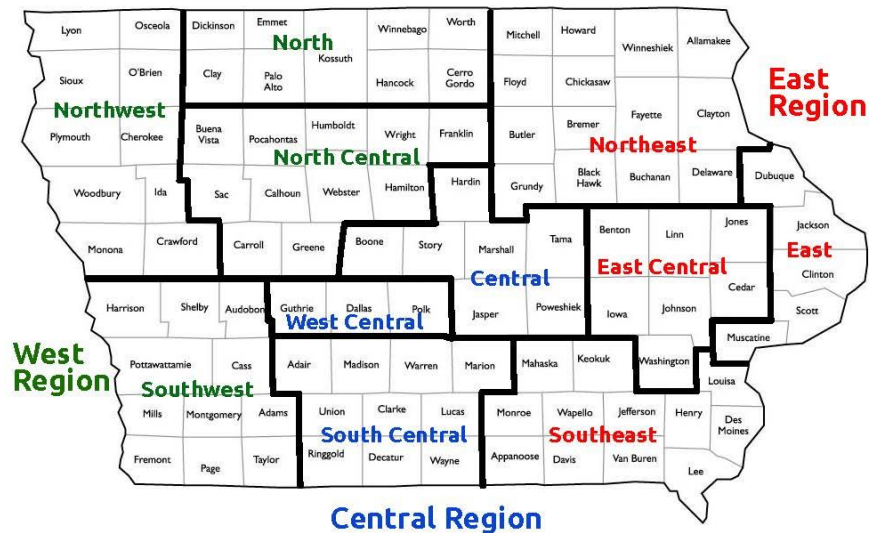 Lyon
Osceola
Dickinson
Emmet
Winnebago
Worth
Mitchell
Howard
Winneshiek
Allamakee
North
Kossuth
Sioux
O'Brien
Clay
Palo
Alto
Hancock
Cerro
Gordo
Floyd
Chickasaw
East
Region
Northwest
Plymouth
Cherokee
Buena
Vista
Pocahontas
Humboldt
Wright
Franklin
Butler
Bremer
Fayette
Clayton
North Central
Northeast
Woodbury
Ida
Sac
Calhoun
Webster
Hamilton
Hardin
Grundy
Black
Hawk
Buchanan
Delaware
Dubuque
Monona
Crawford
Carroll
Greene
Boone
Story
Marshall
Tama
Benton
Linn
Jones
Jackson
Central
East Central
East
Clinton
Cedar
Harrison
Shelby
Audobon
Guthrie
Dallas
Polk
Jasper
Poweshiek
Iowa
Johnson
Scott
West Central
Muscatine
West
Region
Pottawattamie
Cass
Adair
Madison
Warren
Marion
Mahaska
Keokuk
Washington
Louisa
Southwest
Mills
Montgomery
Adams
Union
Clarke
Lucas
Monroe
Wapello
Jefferson
Henry
Des
Moines
South Central
Southeast
Fremont
Page
Taylor
Ringgold
Decatur
Wayne
Appanoose
Davis
Van Buren
Lee
Central Region